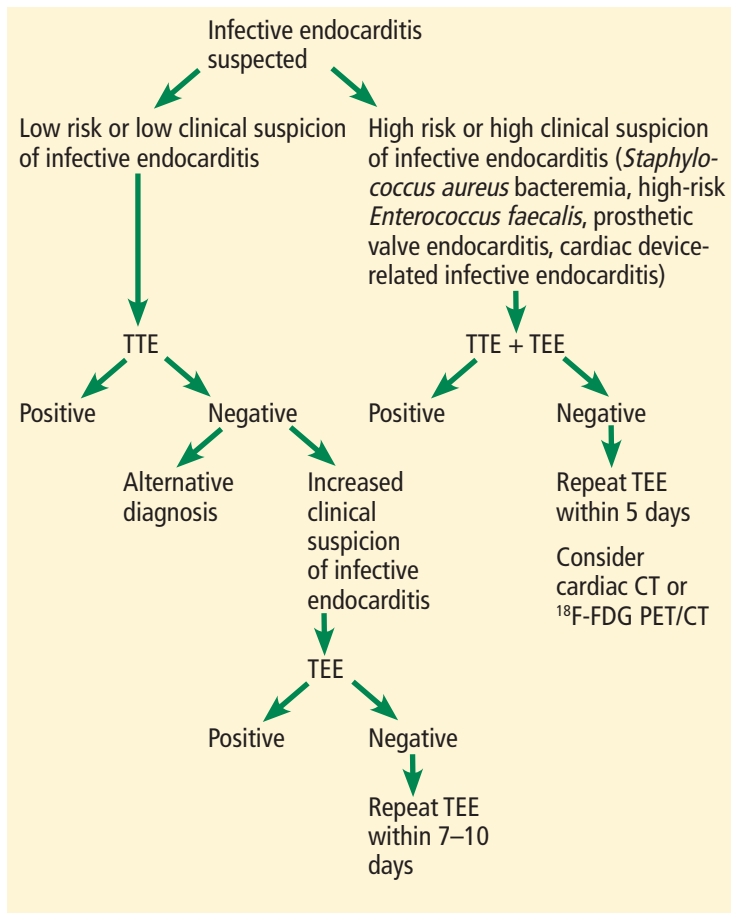 Infective endocarditis
suspected
Low risk or low clinical suspicion
of infective endocarditis
High risk or high clinical suspicion
of infective endocarditis (Staphylo-
coccus aureus bacteremia, high-risk
Enterococcus faecalis, prosthetic
valve endocarditis, cardiac device-
related infective endocarditis)
TTE
Positive
Negative
Alternative
diagnosis
Increased
clinical
suspicion
of infective
endocarditis
TEE
Positive
Negative
Repeat TEE
within 7–10
days
TTE + TEE
Positive
Negative
Repeat TEE
within 5 days
Consider
cardiac CT or
¹⁸F-FDG PET/CT